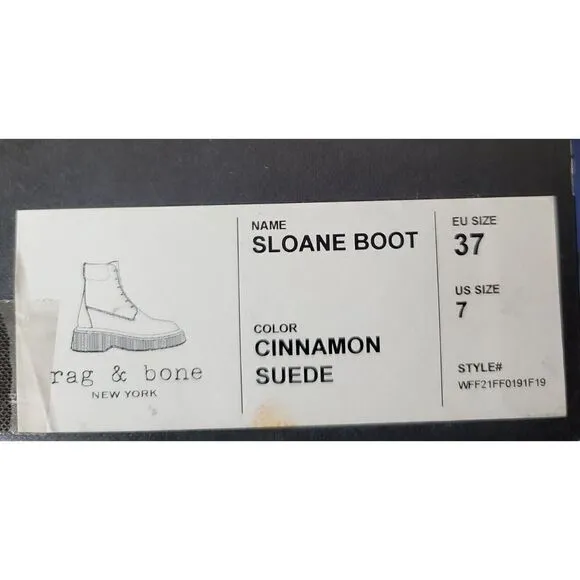 rag & bone
NEW YORK
NAME
SLOANE BOOT
COLOR
CINNAMON
SUEDE
EU SIZE
37
US SIZE
7
STYLE#
WFF21FF0191F19